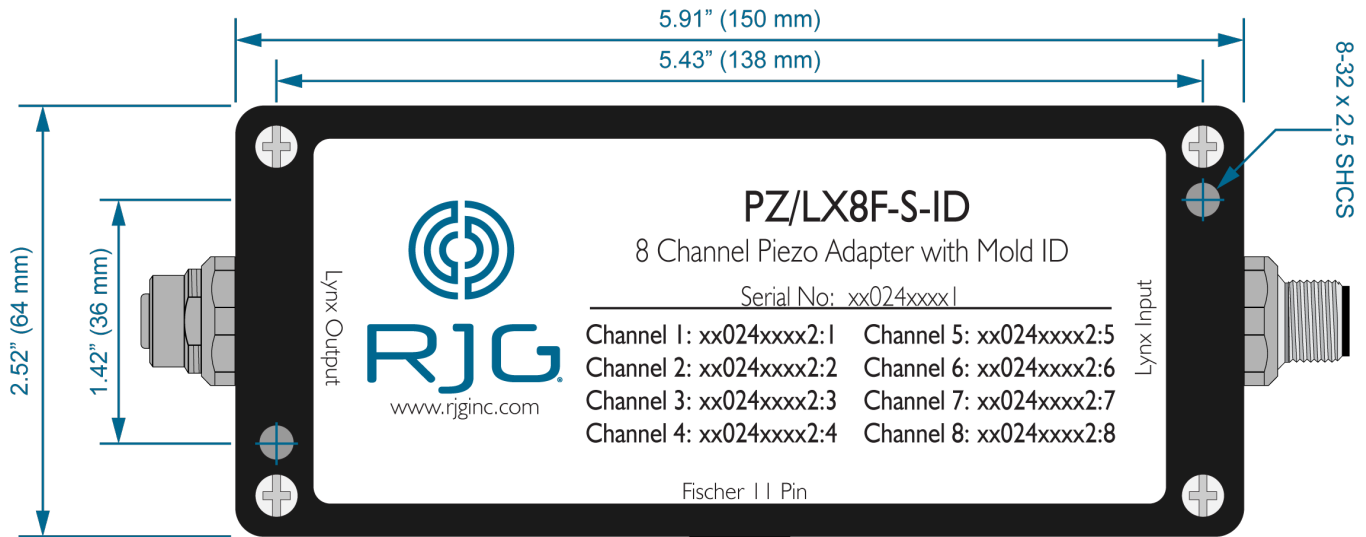 5.91” (150 mm)
5.43” (138 mm)
8-32 x 2.5 SHCS
2.52” (64 mm)
1.42” (36 mm)
Lynx Output
RJG
www.rjginc.com
PZ/LX8F-S-ID
8 Channel Piezo Adapter with Mold ID
Serial No: xx024xxxx1
Channel 1: xx024xxxx2:1 Channel 5: xx024xxxx2:5
Channel 2: xx024xxxx2:2 Channel 6: xx024xxxx2:6
Channel 3: xx024xxxx2:3 Channel 7: xx024xxxx2:7
Channel 4: xx024xxxx2:4 Channel 8: xx024xxxx2:8
Lynx Input
Fischer 11 Pin